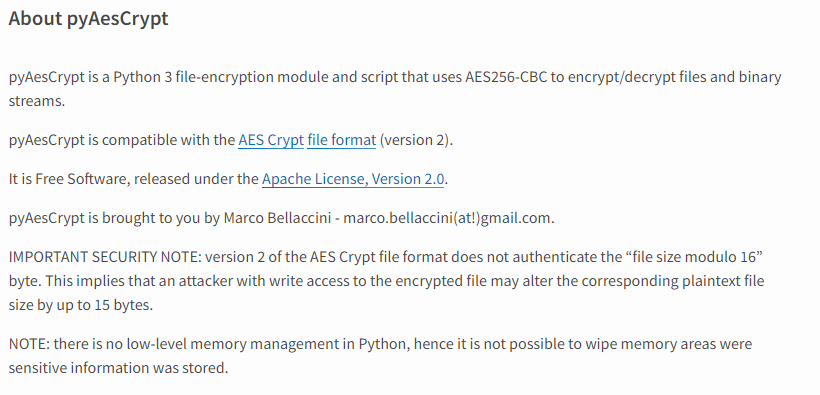 About pyAesCrypt
pyAesCrypt is a Python 3 file-encryption module and script that uses AES256-CBC to encrypt/decrypt files and binary
streams.
pyAesCrypt is compatible with the AES Crypt file format (version 2).
It is Free Software, released under the Apache License, Version 2.0.
pyAesCrypt is brought to you by Marco Bellaccini - marco.bellaccini(at!)gmail.com.
IMPORTANT SECURITY NOTE: version 2 of the AES Crypt file format does not authenticate the “file size modulo 16”
byte. This implies that an attacker with write access to the encrypted file may alter the corresponding plaintext file
size by up to 15 bytes.
NOTE: there is no low-level memory management in Python, hence it is not possible to wipe memory areas were
sensitive information was stored.